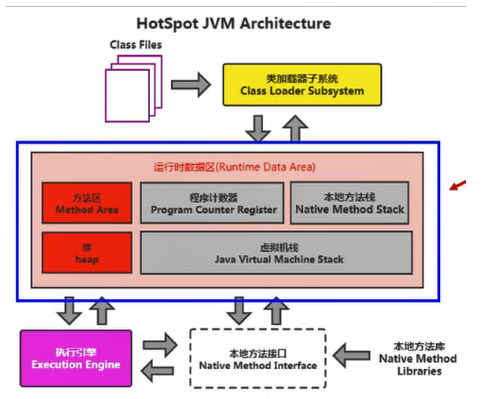 HotSpot JVM Architecture
Class Files
类加载器子系统
Class Loader Subsystem
运行时数据区(Runtime Data Area)
方法区
Method Area
程序计数器
Program Counter Register
本地方法栈
Native Method Stack
堆
heap
虚拟机栈
Java Virtual Machine Stack
执行引擎
Execution Engine
本地方法接口
Native Method Interface
本地方法库
Native Method
Libraries